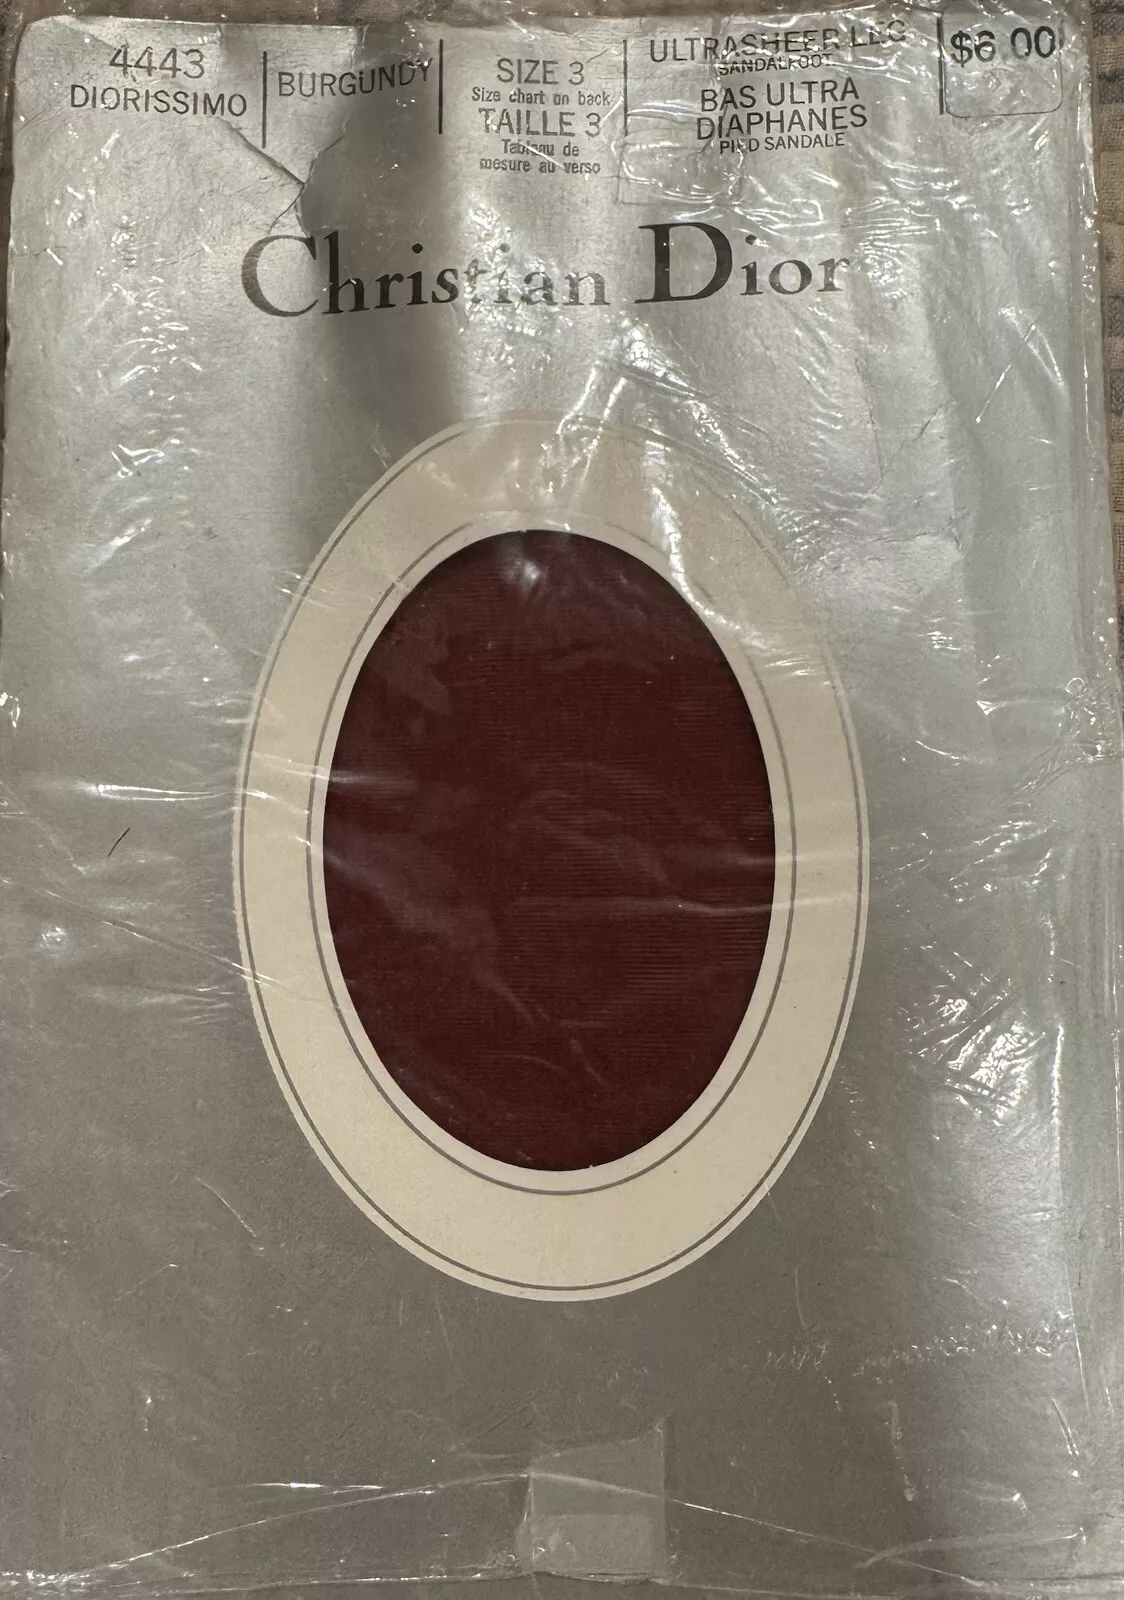 4443
DIORISSIMO
BURGUNDY
SIZE 3
Size chart on back
TAILLE 3
Tableau de
mesure au verso
ULTRASHEER LEG
SANDALFOOT
BAS ULTRA
DIAPHANES
PIED SANDALE
$6 00
Christian Dior